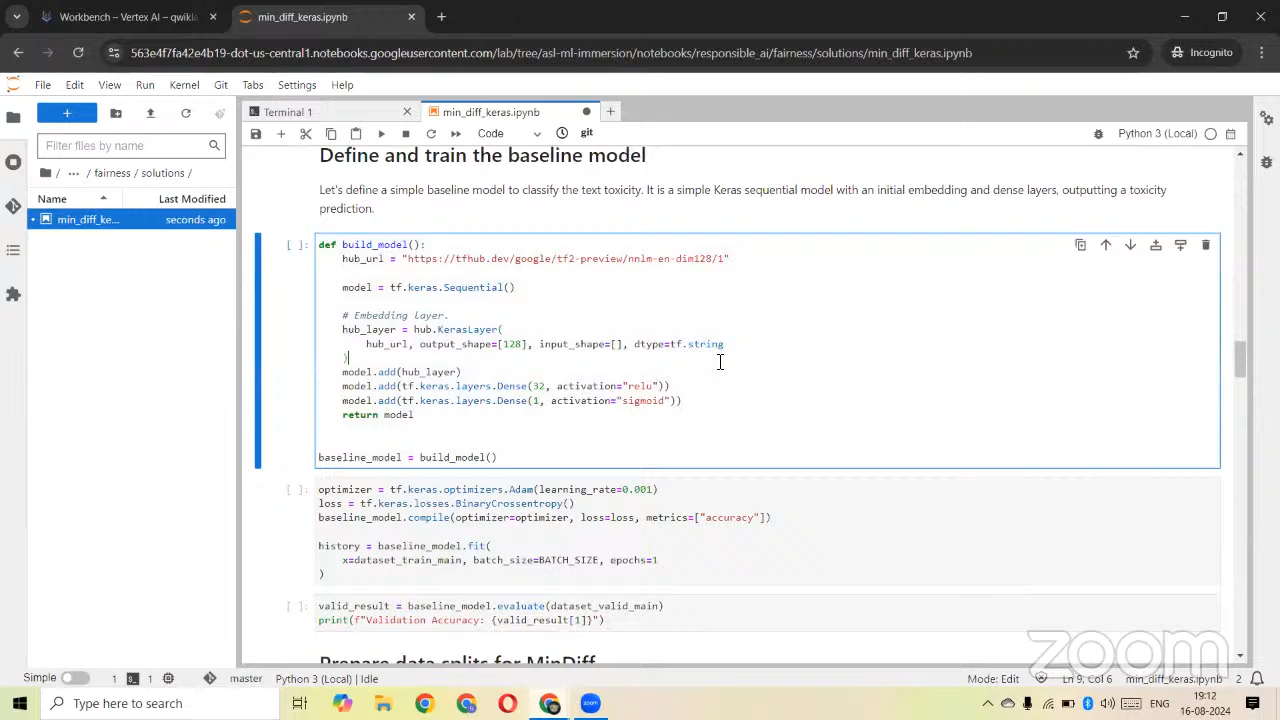 Workbench – Vertex AI – qwikla
min_diff_keras.ipynb
563e4f7fa42e4b19-dot-us-central1.notebooks.googleusercontent.com/lab/tree/asl-ml-immersion/notebooks/responsible_ai/fairness/solutions/min_diff_keras.ipynb
Incognito
File Edit View Run Kernel Git Tabs Settings Help
Terminal 1
min_diff_keras.ipynb
Code
git
Python 3 (Local)
Filter files by name
/ ... / fairness / solutions /
Name
Last Modified
min_diff_ke...
seconds ago
Define and train the baseline model
Let's define a simple baseline model to classify the text toxicity. It is a simple Keras sequential model with an initial embedding and dense layers, outputting a toxicity
prediction.
[ ]: def build_model():
hub_url = "https://tfhub.dev/google/tf2-preview/nnlm-en-dim128/1"
model = tf.keras.Sequential()
# Embedding layer.
hub_layer = hub.KerasLayer(
hub_url, output_shape=[128], input_shape=[], dtype=tf.string
)
model.add(hub_layer)
model.add(tf.keras.layers.Dense(32, activation="relu"))
model.add(tf.keras.layers.Dense(1, activation="sigmoid"))
return model
baseline_model = build_model()
[ ]: optimizer = tf.keras.optimizers.Adam(learning_rate=0.001)
loss = tf.keras.losses.BinaryCrossentropy()
baseline_model.compile(optimizer=optimizer, loss=loss, metrics=["accuracy"])
history = baseline_model.fit(
x=dataset_train_main, batch_size=BATCH_SIZE, epochs=1
)
[ ]: valid_result = baseline_model.evaluate(dataset_valid_main)
print(f"Validation Accuracy: {valid_result[1]}")
Prepare data splits for MinDiff
zoom
Simple
1
1
master
Python 3 (Local) | Idle
Mode: Edit
Ln 9, Col 6
min_diff_keras.ipynb
2
Type here to search
ENG
19:12
16-08-2024